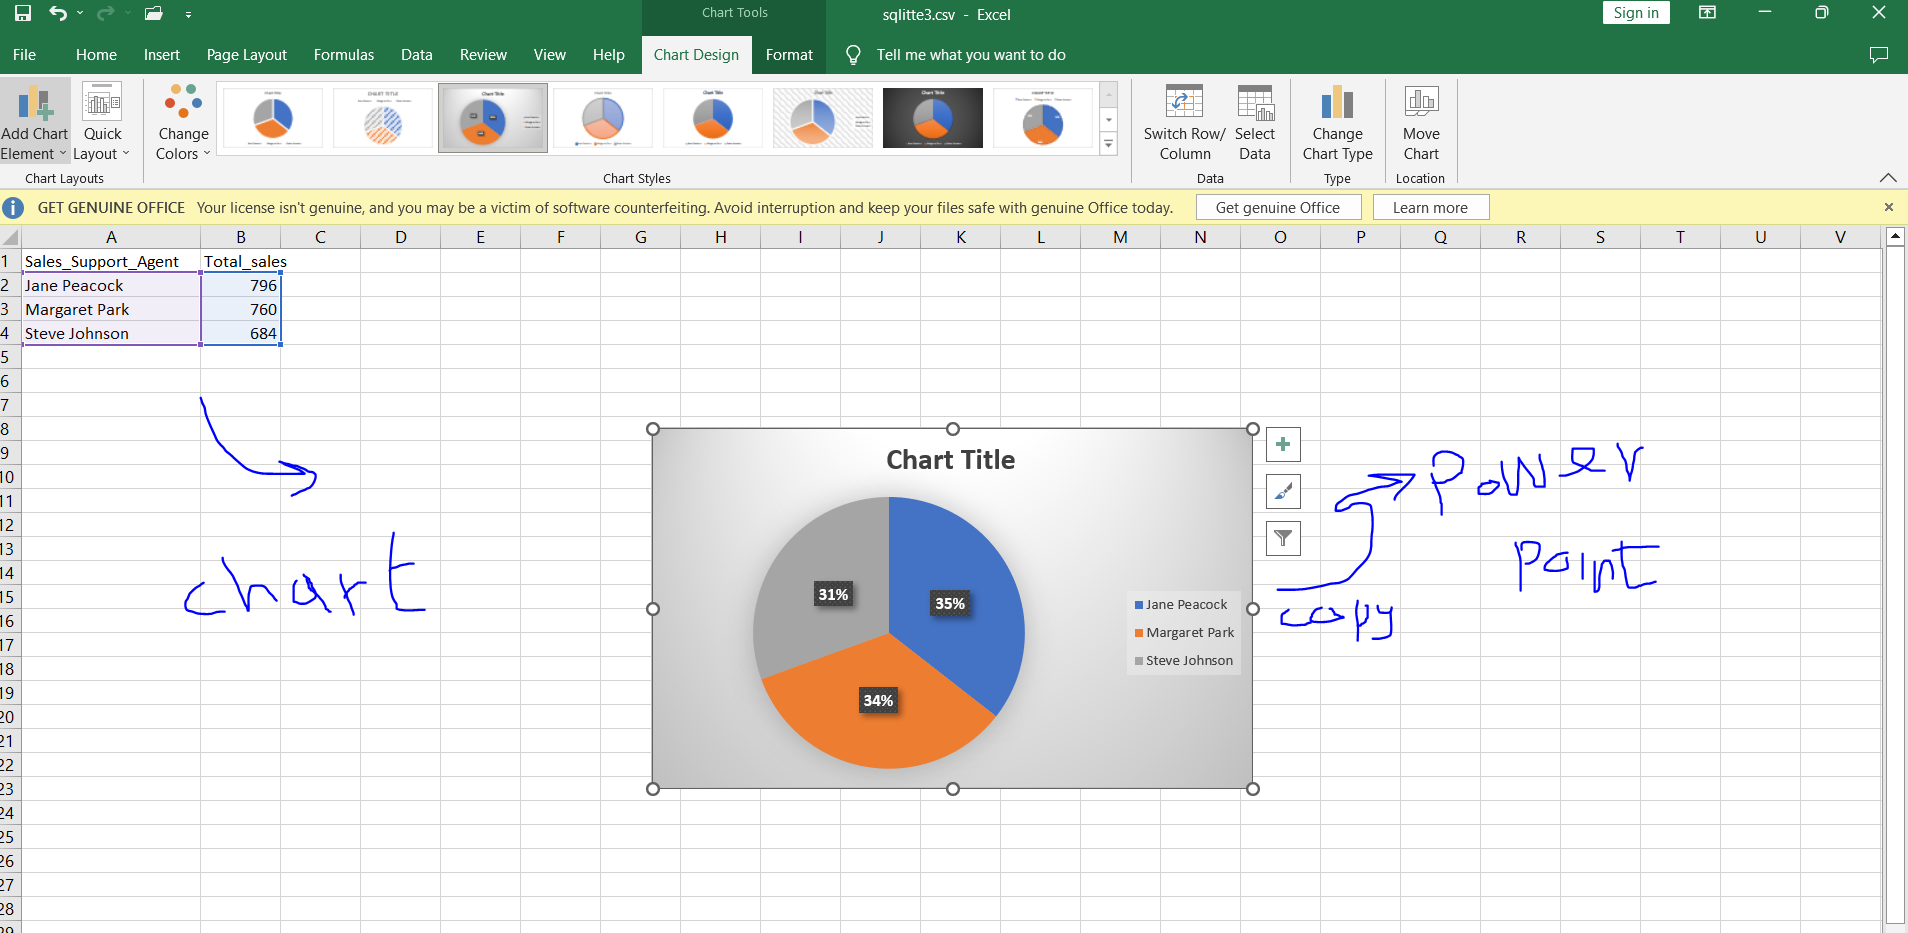 Chart Tools
sqlitte3.csv - Excel
Sign in
File Home Insert Page Layout Formulas Data Review View Help Chart Design Format Tell me what you want to do
Add Chart Element
Quick Layout
Change Colors
Switch Row/ Column
Select Data
Change Chart Type
Move Chart
Chart Layouts
Chart Styles
Data
Type
Location
GET GENUINE OFFICE Your license isn't genuine, and you may be a victim of software counterfeiting. Avoid interruption and keep your files safe with genuine Office today. Get genuine Office Learn more
A B C D E F G H I J K L M N O P Q R S T U V
1 Sales_Support_Agent Total_sales
2 Jane Peacock 796
3 Margaret Park 760
4 Steve Johnson 684
5
6
7
8
9
10
11
12
13
14
15
16
17
18
19
20
21
22
23
24
25
26
27
28
29
chart
Chart Title
31%
35%
34%
Jane Peacock
Margaret Park
Steve Johnson
copy
Power
Point